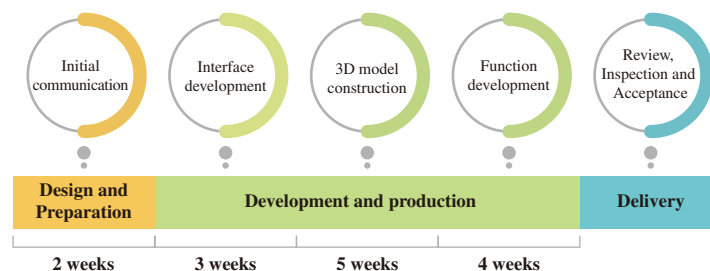 Initial
communication
Interface
development
3D model
construction
Function
development
Review,
Inspection and
Acceptance
Design and
Preparation
Development and production
Delivery
2 weeks
3 weeks
5 weeks
4 weeks